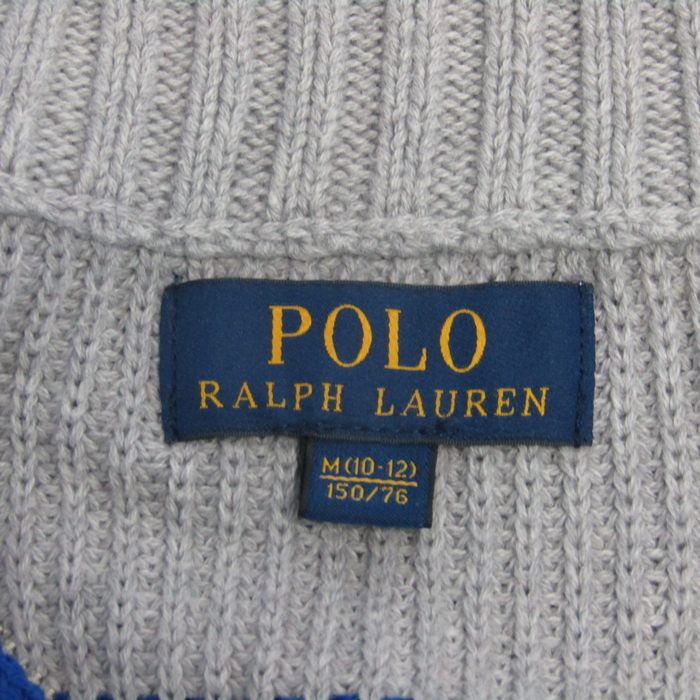 POLO
RALPH LAUREN
M(10-12)
150/76